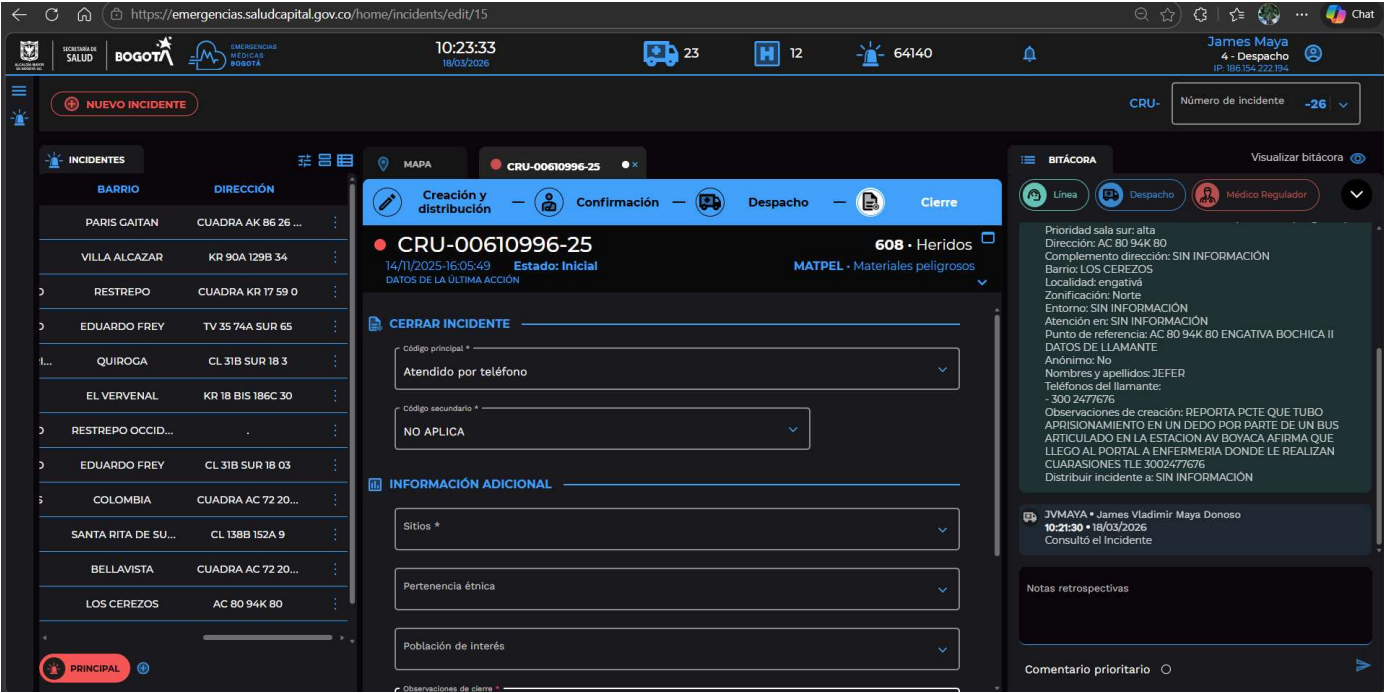 https://emergencias.saludcapital.gov.co/home/incidents/edit/15
Chat
SECRETARÍA DE
SALUD
BOGOTÁ
EMERGENCIAS
MÉDICAS
BOGOTÁ
10:23:33
18/03/2026
23
12
64140
James Maya
4 - Despacho
IP: 186.154.222.194
NUEVO INCIDENTE
CRU-
Número de incidente
-26
INCIDENTES
BARRIO DIRECCIÓN
PARIS GAITAN CUADRA AK 86 26 ...
VILLA ALCAZAR KR 90A 129B 34
RESTREPO CUADRA KR 17 59 0
EDUARDO FREY TV 35 74A SUR 65
QUIROGA CL 31B SUR 18 3
EL VERVENAL KR 18 BIS 186C 30
RESTREPO OCCID... .
EDUARDO FREY CL 31B SUR 18 03
COLOMBIA CUADRA AC 72 20...
SANTA RITA DE SU... CL 138B 152A 9
BELLAVISTA CUADRA AC 72 20...
LOS CEREZOS AC 80 94K 80
PRINCIPAL
MAPA
CRU-00610996-25
Creación y
distribución
Confirmación
Despacho
Cierre
CRU-00610996-25
608 · Heridos
14/11/2025-16:05:49 Estado: Inicial
MATPEL · Materiales peligrosos
DATOS DE LA ÚLTIMA ACCIÓN
CERRAR INCIDENTE
Código principal *
Atendido por teléfono
Código secundario *
NO APLICA
INFORMACIÓN ADICIONAL
Sitios *
Pertenencia étnica
Población de interés
Observaciones de cierre *
BITÁCORA
Visualizar bitácora
Línea
Despacho
Médico Regulador
Prioridad sala sur: alta
Dirección: AC 80 94K 80
Complemento dirección: SIN INFORMACIÓN
Barrio: LOS CEREZOS
Localidad: engativá
Zonificación: Norte
Entorno: SIN INFORMACIÓN
Atención en: SIN INFORMACIÓN
Punto de referencia: AC 80 94K 80 ENGATIVA BOCHICA II
DATOS DE LLAMANTE
Anónimo: No
Nombres y apellidos: JEFER
Teléfonos del llamante:
- 300 2477676
Observaciones de creación: REPORTA PCTE QUE TUBO
APRISIONAMIENTO EN UN DEDO POR PARTE DE UN BUS
ARTICULADO EN LA ESTACION AV BOYACA AFIRMA QUE
LLEGO AL PORTAL A ENFERMERIA DONDE LE REALIZAN
CUARASIONES TLE 3002477676
Distribuir incidente a: SIN INFORMACIÓN
JVMAYA • James Vladimir Maya Donoso
10:21:30 • 18/03/2026
Consultó el Incidente
Notas retrospectivas
Comentario prioritario